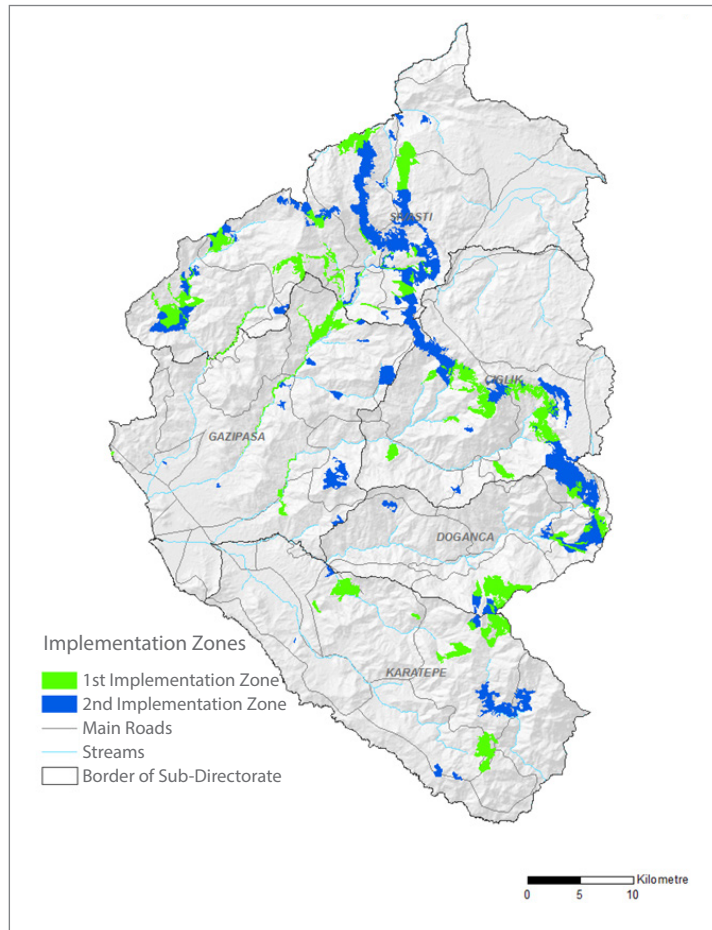 CIGLIK
GAZIPASA
DOGANCA
KARATEPE
Implementation Zones
1st Implementation Zone
2nd Implementation Zone
Main Roads
Streams
Border of Sub-Directorate
Kilometre
0 5 10